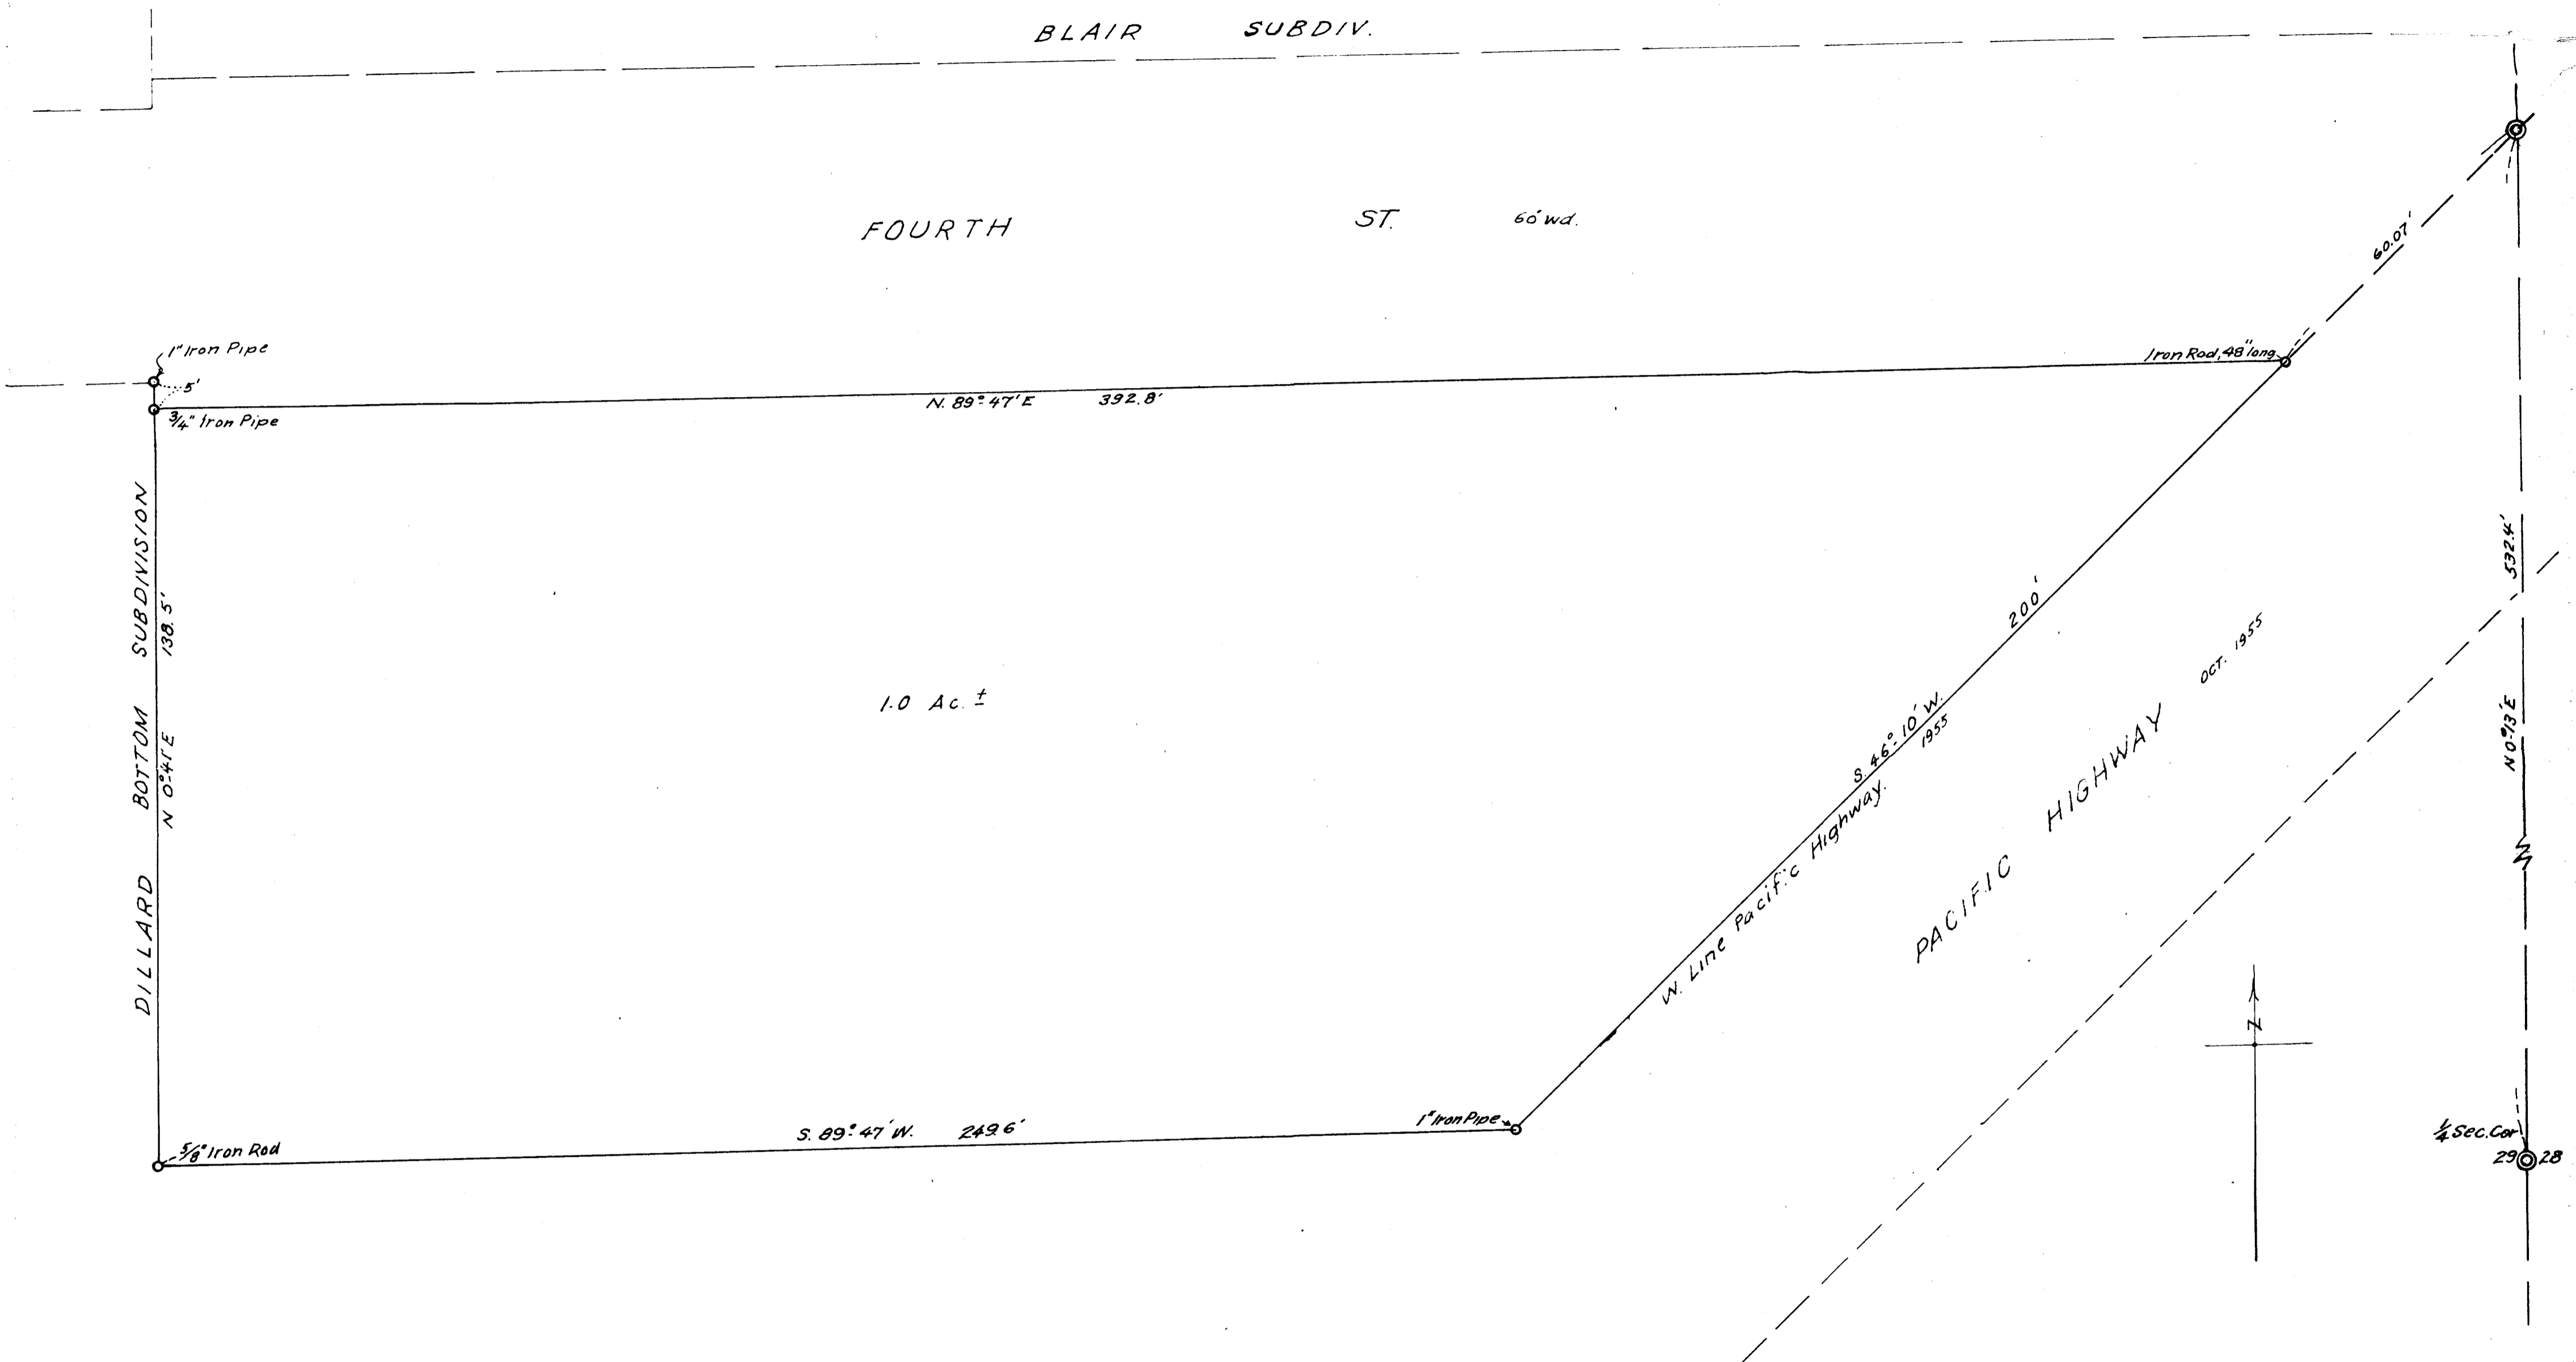 BLAIR SUBDIV.
FOURTH ST. 60' wd.
60.07'
1" Iron Pipe
5'
3/4" Iron Pipe
Iron Rod, 48" long
N. 89°-47' E 392.8'
DILLARD BOTTOM SUBDIVISION
N 0°-41' E 138.5'
1.0 Ac. ±
200'
S. 46°-10' W.
1955
W. Line Pacific Highway.
PACIFIC HIGHWAY OCT. 1955
532.4'
N 0°-13' E
N
S. 89°-47' W. 249.6'
1" Iron Pipe
5/8" Iron Rod
1/4 Sec. Cor
29 28